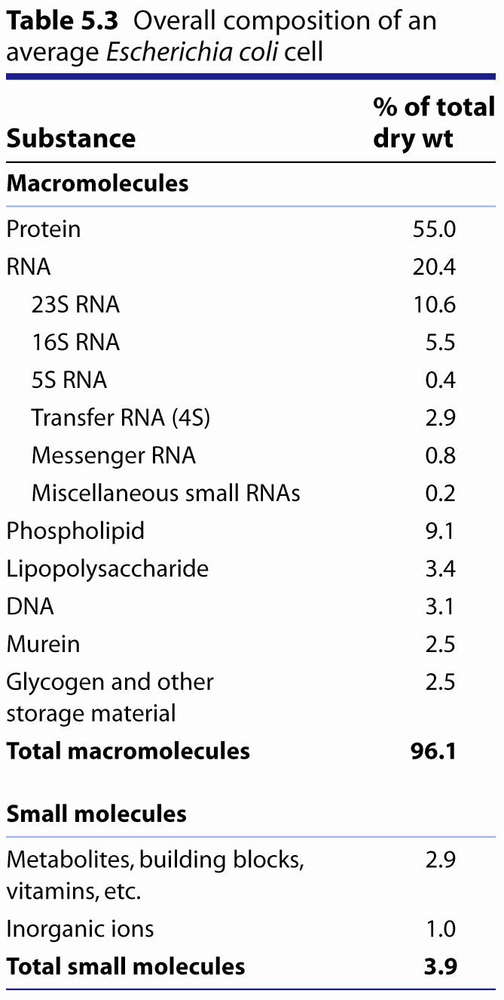 Table 5.3 Overall composition of an
average Escherichia coli cell
% of total
Substance dry wt
Macromolecules
Protein 55.0
RNA 20.4
23S RNA 10.6
16S RNA 5.5
5S RNA 0.4
Transfer RNA (4S) 2.9
Messenger RNA 0.8
Miscellaneous small RNAs 0.2
Phospholipid 9.1
Lipopolysaccharide 3.4
DNA 3.1
Murein 2.5
Glycogen and other 2.5
storage material
Total macromolecules 96.1
Small molecules
Metabolites, building blocks, 2.9
vitamins, etc.
Inorganic ions 1.0
Total small molecules 3.9